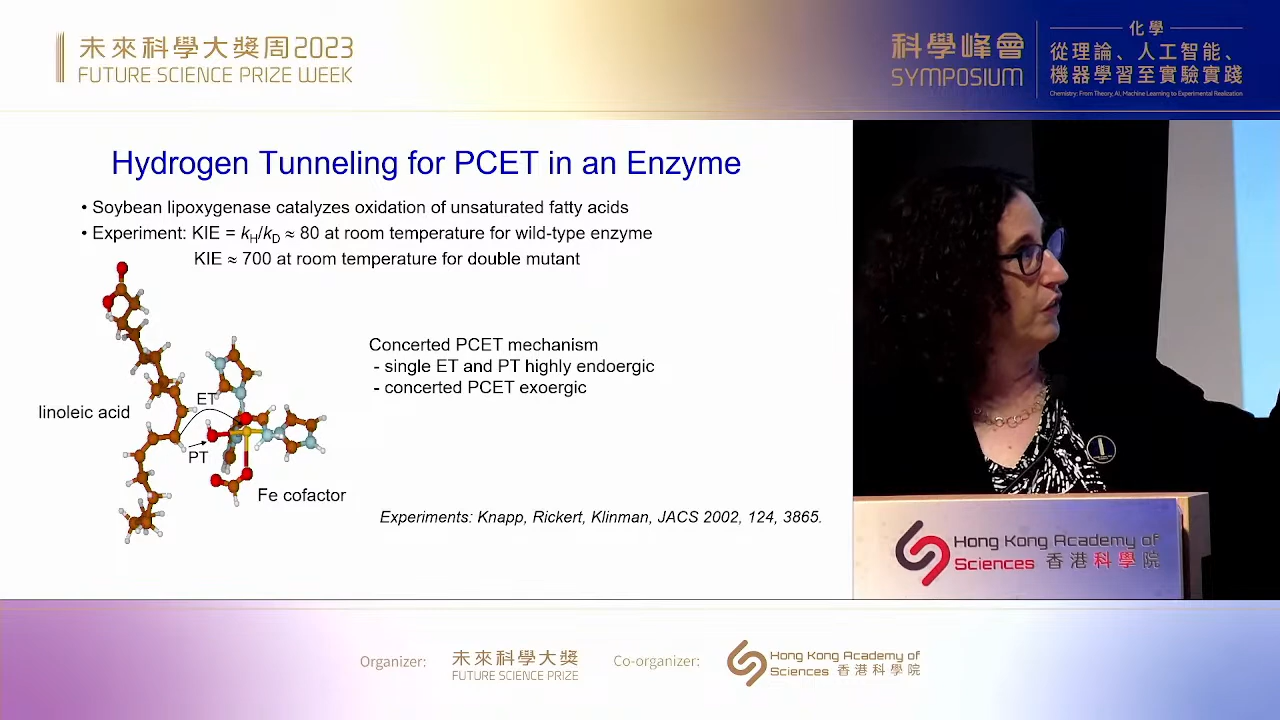 未來科學大獎周2023
FUTURE SCIENCE PRIZE WEEK
科學峰會
SYMPOSIUM
化學
從理論、人工智能、
機器學習至實驗實踐
Chemistry: From Theory, AI, Machine Learning to Experimental Realization
Hydrogen Tunneling for PCET in an Enzyme
• Soybean lipoxygenase catalyzes oxidation of unsaturated fatty acids
• Experiment: KIE = kH/kD ≈ 80 at room temperature for wild-type enzyme
KIE ≈ 700 at room temperature for double mutant
Concerted PCET mechanism
- single ET and PT highly endoergic
- concerted PCET exoergic
linoleic acid
ET
PT
Fe cofactor
Experiments: Knapp, Rickert, Klinman, JACS 2002, 124, 3865.
Hong Kong Academy of
Sciences 香港科學院
Organizer:
未來科學大獎
FUTURE SCIENCE PRIZE
Co-organizer:
Hong Kong Academy of
Sciences 香港科學院